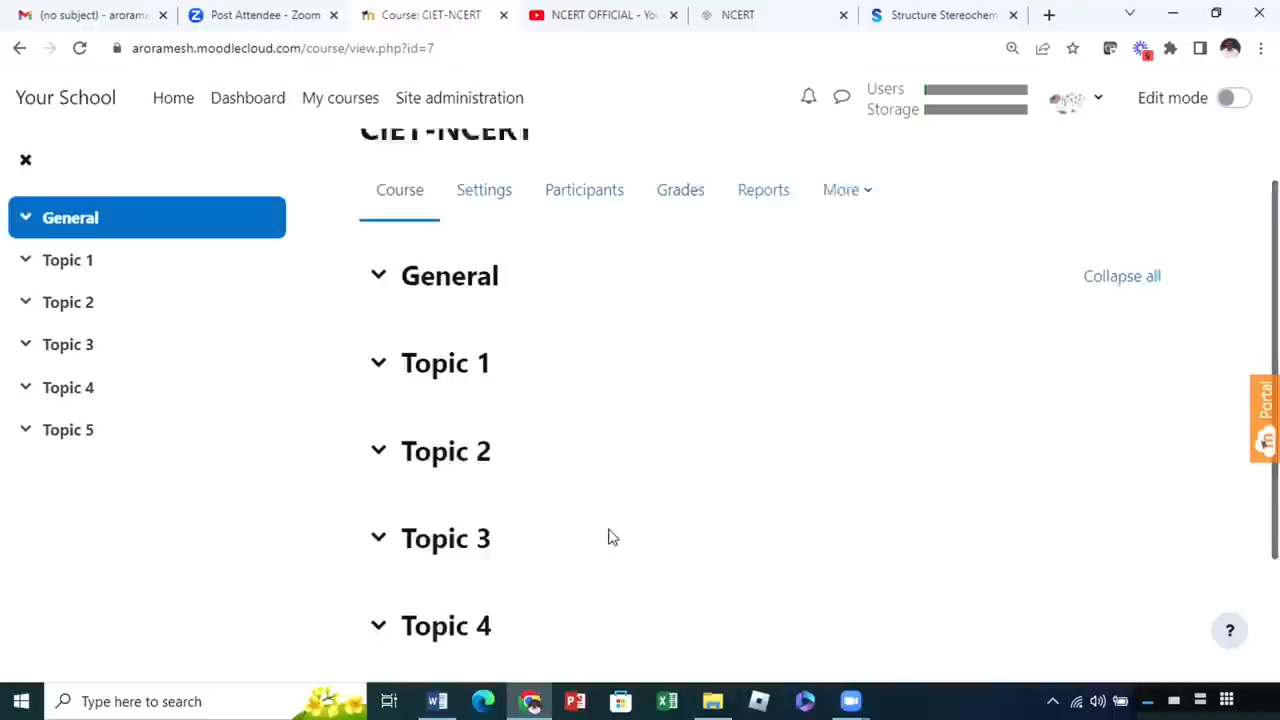 (no subject) - arorame
Post Attendee - Zoom
Course: CIET-NCERT
NCERT OFFICIAL - You
NCERT
Structure Stereochem
aroramesh.moodlecloud.com/course/view.php?id=7
5
Your School
Home
Dashboard
My courses
Site administration
Users
Storage
Edit mode
CIET-NCERT
Course
Settings
Participants
Grades
Reports
More
General
Topic 1
Topic 2
Topic 3
Topic 4
Topic 5
General
Collapse all
Topic 1
Topic 2
Topic 3
Topic 4
Portal
?
Type here to search